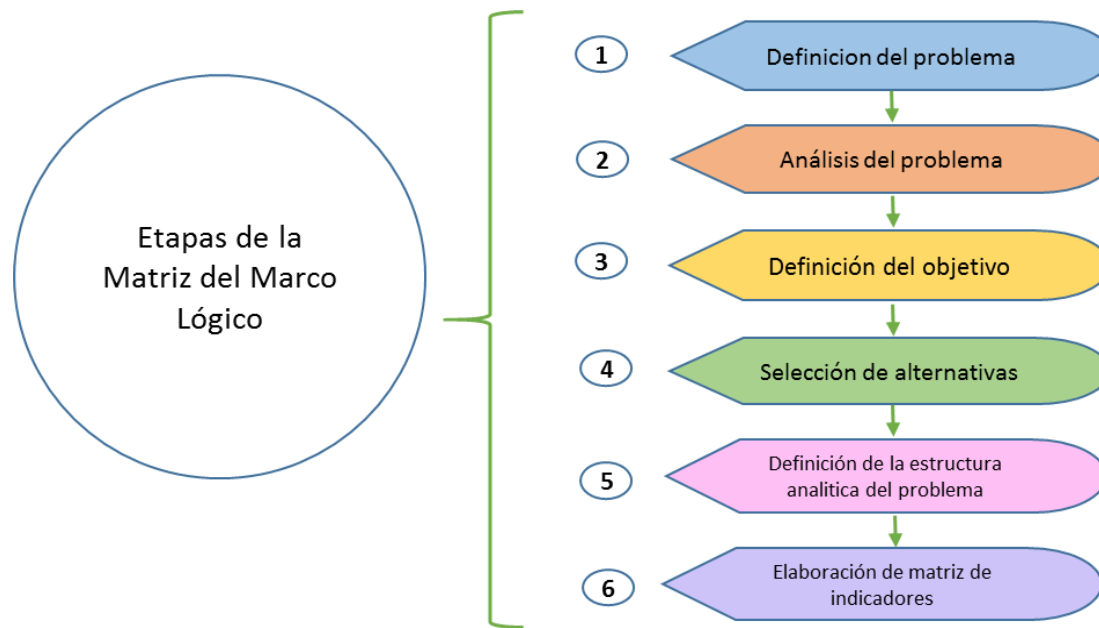 Etapas de la
Matriz del Marco
Lógico
1
Definicion del problema
2
Análisis del problema
3
Definición del objetivo
4
Selección de alternativas
5
Definición de la estructura
analitica del problema
6
Elaboración de matriz de
indicadores